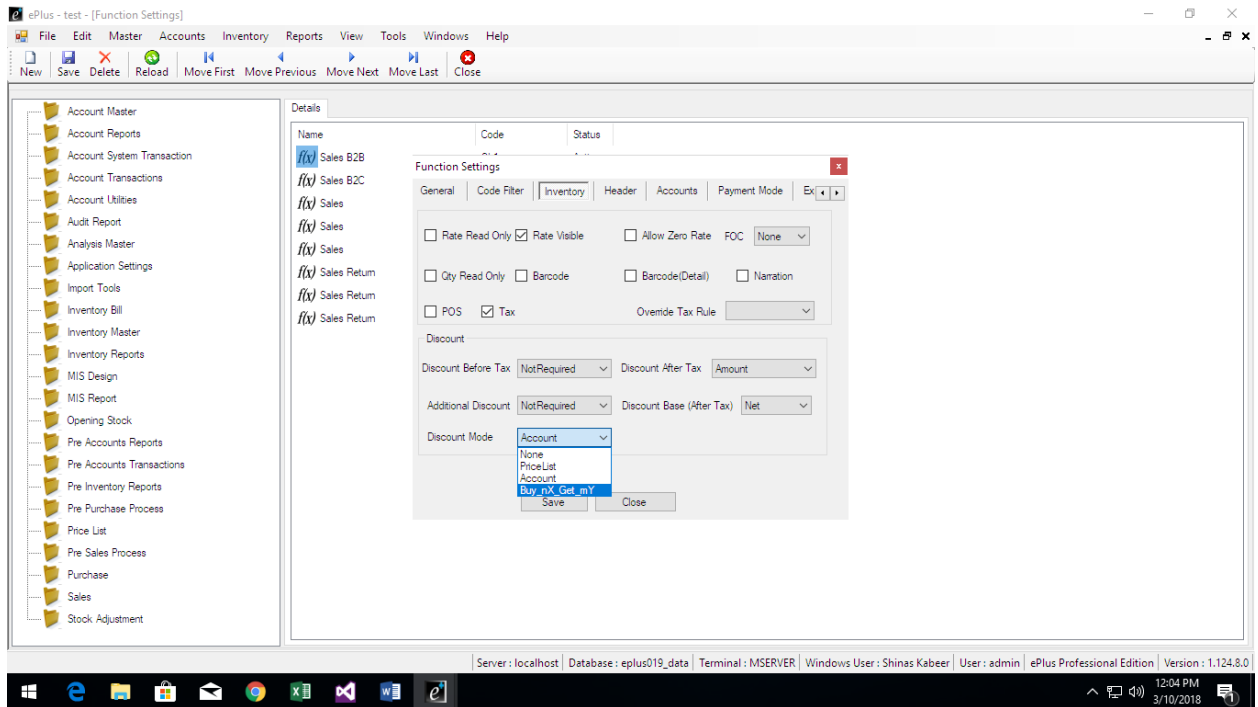 ePlus - test - [Function Settings]
File Edit Master Accounts Inventory Reports View Tools Windows Help
New Save Delete Reload Move First Move Previous Move Next Move Last Close
Account Master
Account Reports
Account System Transaction
Account Transactions
Account Utilities
Audit Report
Analysis Master
Application Settings
Import Tools
Inventory Bill
Inventory Master
Inventory Reports
MIS Design
MIS Report
Opening Stock
Pre Accounts Reports
Pre Accounts Transactions
Pre Inventory Reports
Pre Purchase Process
Price List
Pre Sales Process
Purchase
Sales
Stock Adjustment
Details
Name Code Status
f(x) Sales B2B
f(x) Sales B2C
f(x) Sales
f(x) Sales
f(x) Sales
f(x) Sales Return
f(x) Sales Return
f(x) Sales Return
Function Settings
General Code Filter Inventory Header Accounts Payment Mode Ex
Rate Read Only Rate Visible Allow Zero Rate FOC None
Qty Read Only Barcode Barcode(Detail) Narration
POS Tax Override Tax Rule
Discount
Discount Before Tax NotRequired Discount After Tax Amount
Additional Discount NotRequired Discount Base (After Tax) Net
Discount Mode Account
None
PriceList
Account
Buy_nX_Get_mY
Save Close
Server : localhost Database : eplus019_data Terminal : MSERVER Windows User : Shinas Kabeer User : admin ePlus Professional Edition Version : 1.124.8.0
12:04 PM
3/10/2018